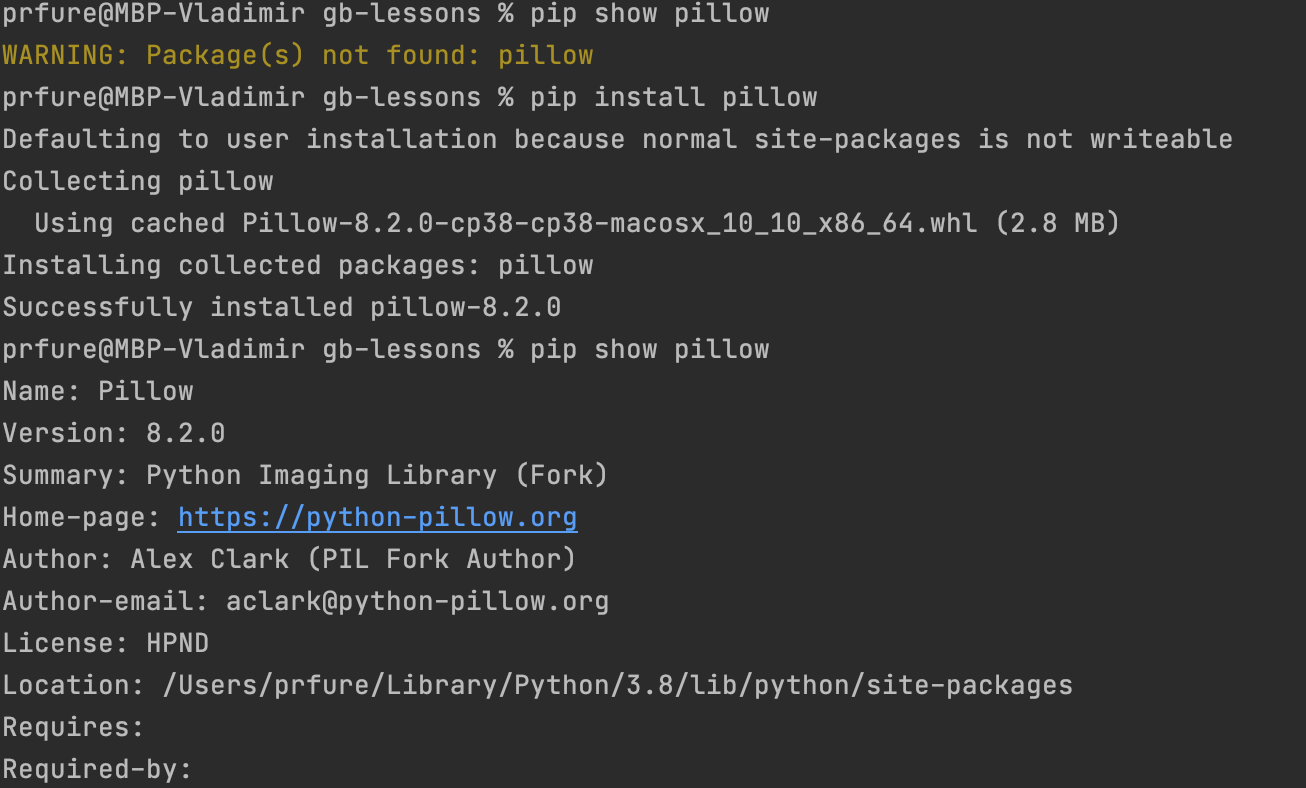 prfure@MBP-Vladimir gb-lessons % pip show pillow
WARNING: Package(s) not found: pillow
prfure@MBP-Vladimir gb-lessons % pip install pillow
Defaulting to user installation because normal site-packages is not writeable
Collecting pillow
  Using cached Pillow-8.2.0-cp38-cp38-macosx_10_10_x86_64.whl (2.8 MB)
Installing collected packages: pillow
Successfully installed pillow-8.2.0
prfure@MBP-Vladimir gb-lessons % pip show pillow
Name: Pillow
Version: 8.2.0
Summary: Python Imaging Library (Fork)
Home-page: https://python-pillow.org
Author: Alex Clark (PIL Fork Author)
Author-email: aclark@python-pillow.org
License: HPND
Location: /Users/prfure/Library/Python/3.8/lib/python/site-packages
Requires:
Required-by: